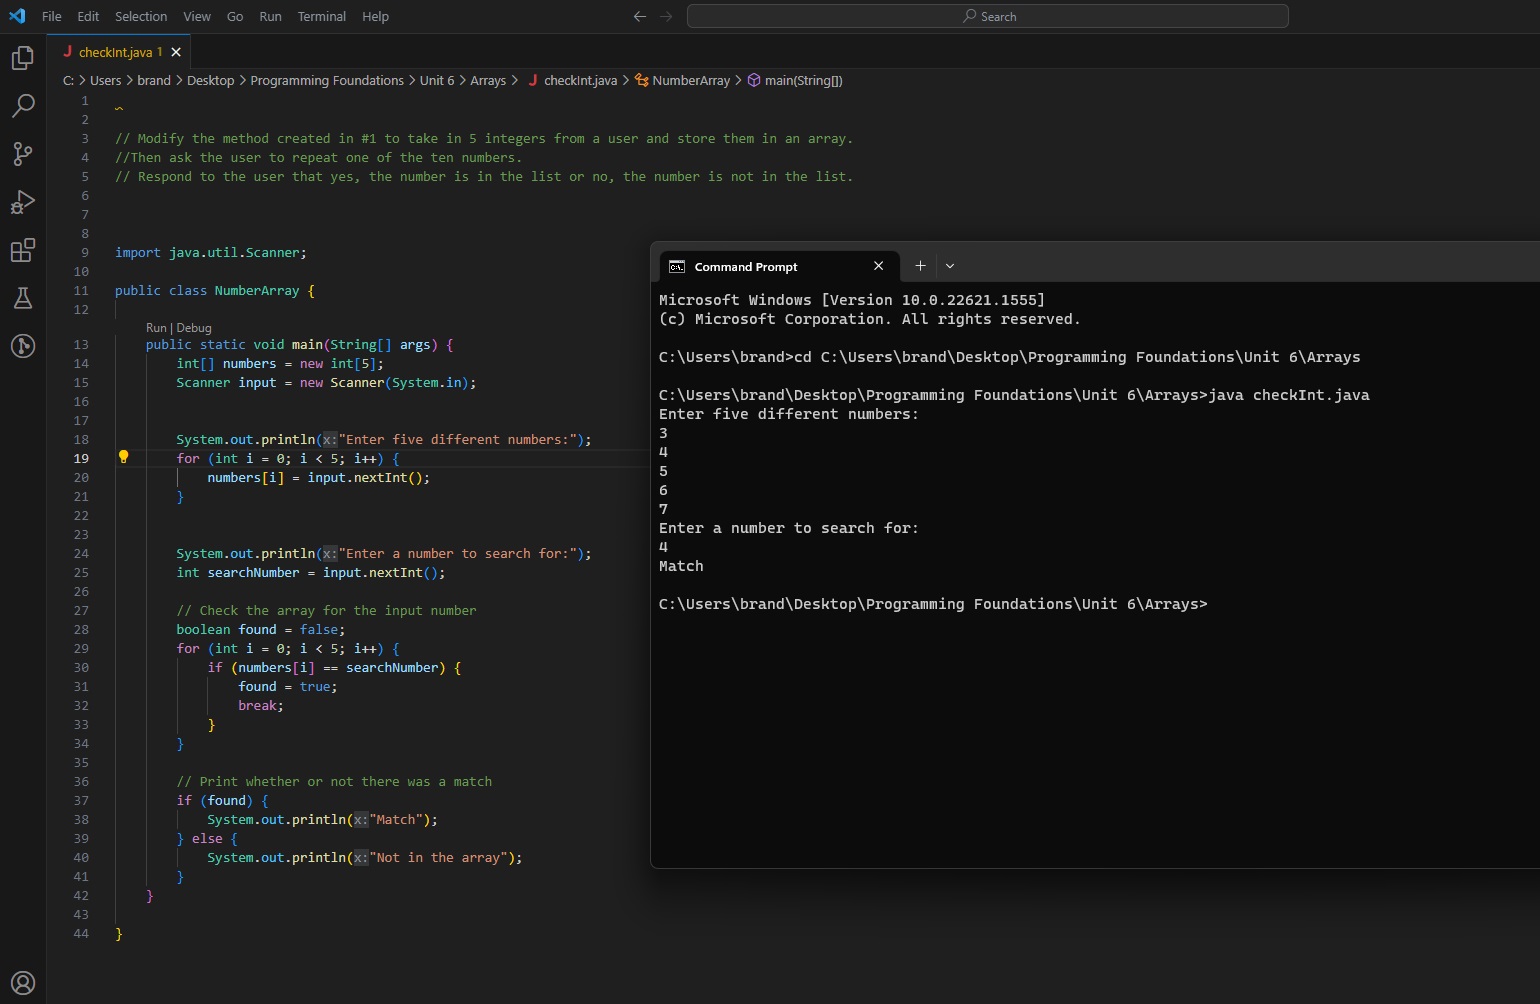 File Edit Selection View Go Run Terminal Help
Search
J checkInt.java 1
C: > Users > brand > Desktop > Programming Foundations > Unit 6 > Arrays > J checkInt.java > NumberArray > main(String[])
1
2
3 // Modify the method created in #1 to take in 5 integers from a user and store them in an array.
4 //Then ask the user to repeat one of the ten numbers.
5 // Respond to the user that yes, the number is in the list or no, the number is not in the list.
6
7
8
9 import java.util.Scanner;
10
11 public class NumberArray {
12
Run | Debug
13 public static void main(String[] args) {
14 int[] numbers = new int[5];
15 Scanner input = new Scanner(System.in);
16
17
18 System.out.println(x:"Enter five different numbers:");
19 for (int i = 0; i < 5; i++) {
20 numbers[i] = input.nextInt();
21 }
22
23
24 System.out.println(x:"Enter a number to search for:");
25 int searchNumber = input.nextInt();
26
27 // Check the array for the input number
28 boolean found = false;
29 for (int i = 0; i < 5; i++) {
30 if (numbers[i] == searchNumber) {
31 found = true;
32 break;
33 }
34 }
35
36 // Print whether or not there was a match
37 if (found) {
38 System.out.println(x:"Match");
39 } else {
40 System.out.println(x:"Not in the array");
41 }
42 }
43
44 }
Command Prompt
Microsoft Windows [Version 10.0.22621.1555]
(c) Microsoft Corporation. All rights reserved.
C:\Users\brand>cd C:\Users\brand\Desktop\Programming Foundations\Unit 6\Arrays
C:\Users\brand\Desktop\Programming Foundations\Unit 6\Arrays>java checkInt.java
Enter five different numbers:
3
4
5
6
7
Enter a number to search for:
4
Match
C:\Users\brand\Desktop\Programming Foundations\Unit 6\Arrays>